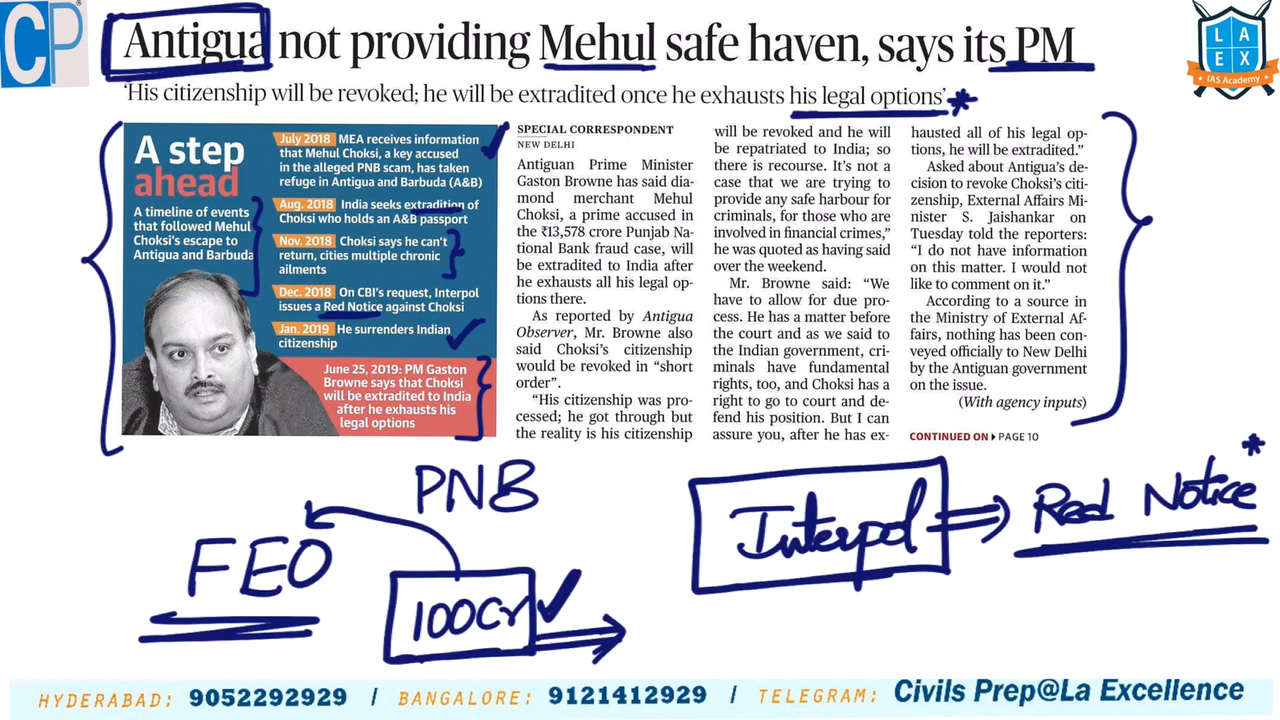 CP
Antigua not providing Mehul safe haven, says its PM
'His citizenship will be revoked; he will be extradited once he exhausts his legal options'
LA
EX
IAS Academy
A step
ahead
A timeline of events
that followed Mehul
Choksi's escape to
Antigua and Barbuda
July 2018 MEA receives information
that Mehul Choksi, a key accused
in the alleged PNB scam, has taken
refuge in Antigua and Barbuda (A&B)
Aug. 2018 India seeks extradition of
Choksi who holds an A&B passport
Nov. 2018 Choksi says he can't
return, cities multiple chronic
ailments
Dec. 2018 On CBI's request, Interpol
issues a Red Notice against Choksi
Jan. 2019 He surrenders Indian
citizenship
June 25, 2019: PM Gaston
Browne says that Choksi
will be extradited to India
after he exhausts his
legal options
SPECIAL CORRESPONDENT
NEW DELHI
Antiguan Prime Minister
Gaston Browne has said dia-
mond merchant Mehul
Choksi, a prime accused in
the ₹13,578 crore Punjab Na-
tional Bank fraud case, will
be extradited to India after
he exhausts all his legal op-
tions there.
As reported by Antigua
Observer, Mr. Browne also
said Choksi's citizenship
would be revoked in "short
order".
"His citizenship was pro-
cessed; he got through but
the reality is his citizenship
will be revoked and he will
be repatriated to India; so
there is recourse. It's not a
case that we are trying to
provide any safe harbour for
criminals, for those who are
involved in financial crimes,"
he was quoted as having said
over the weekend.
Mr. Browne said: "We
have to allow for due pro-
cess. He has a matter before
the court and as we said to
the Indian government, cri-
minals have fundamental
rights, too, and Choksi has a
right to go to court and de-
fend his position. But I can
assure you, after he has ex-
hausted all of his legal op-
tions, he will be extradited."
Asked about Antigua's de-
cision to revoke Choksi's citi-
zenship, External Affairs Mi-
nister S. Jaishankar on
Tuesday told the reporters:
"I do not have information
on this matter. I would not
like to comment on it."
According to a source in
the Ministry of External Af-
fairs, nothing has been con-
veyed officially to New Delhi
by the Antiguan government
on the issue.
(With agency inputs)
CONTINUED ON PAGE 10
PNB
FEO
100Cr
Interpol ⇒ Red Notice
HYDERABAD: 9052292929 / BANGALORE: 9121412929 / TELEGRAM: Civils Prep@La Excellence